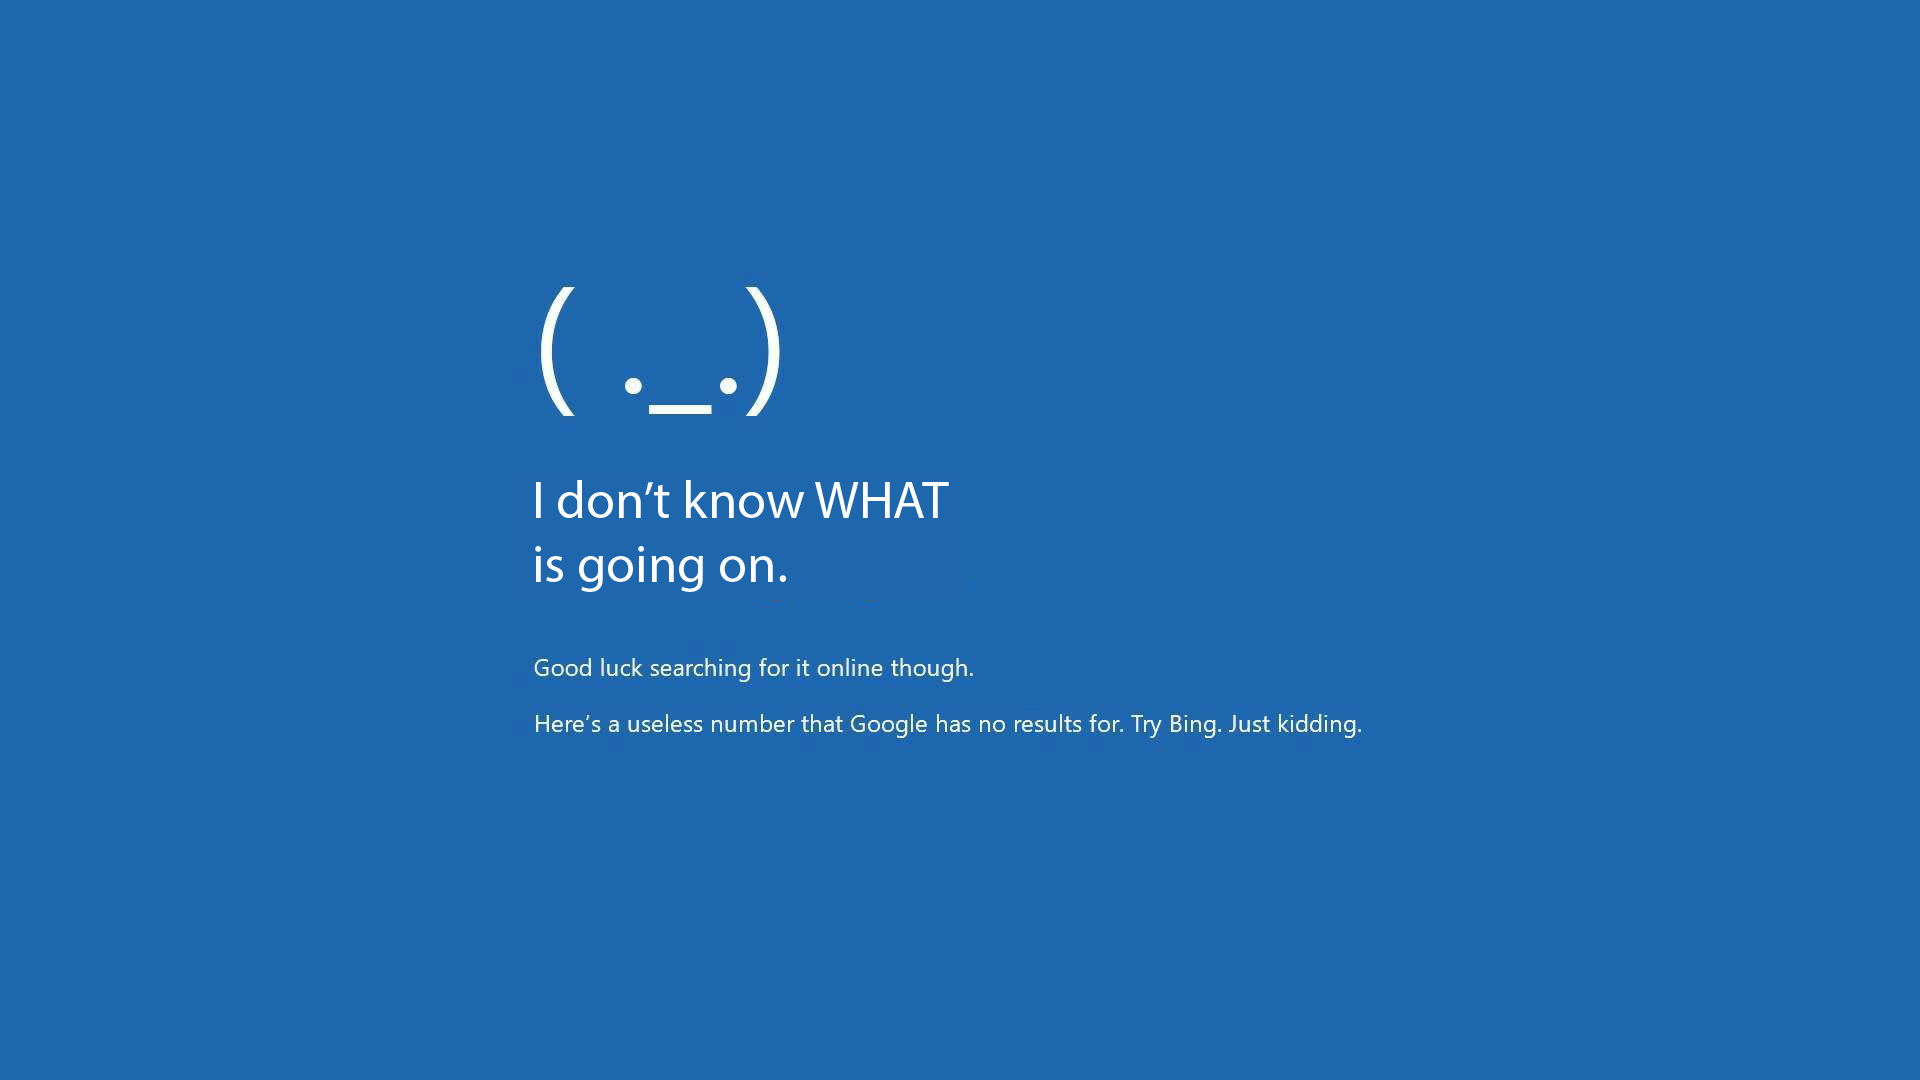 ( ._.)
I don’t know WHAT
is going on.
Good luck searching for it online though.
Here’s a useless number that Google has no results for. Try Bing. Just kidding.